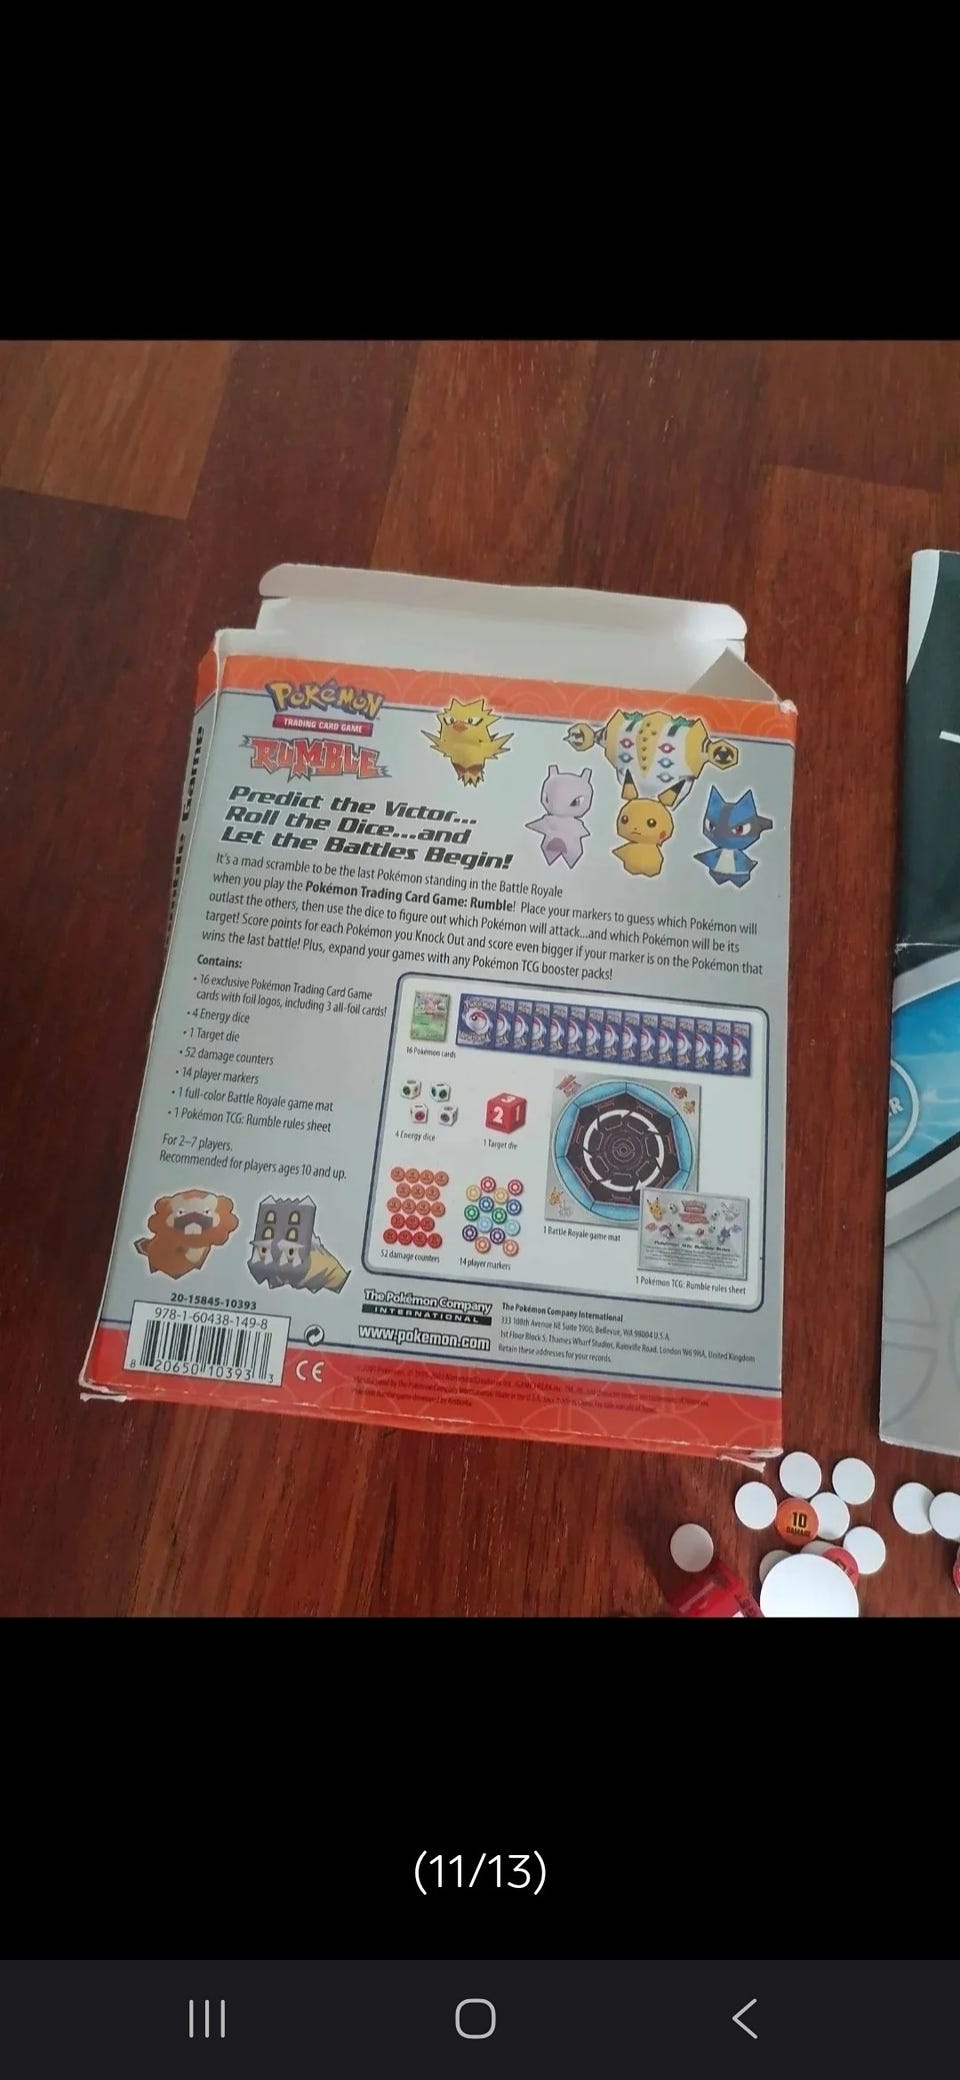 POKéMON
TRADING CARD GAME
RUMBLE
Predict the Victor...
Roll the Dice...and
Let the Battles Begin!
It's a mad scramble to be the last Pokémon standing in the Battle Royale
when you play the Pokémon Trading Card Game: Rumble! Place your markers to guess which Pokémon will
outlast the others, then use the dice to figure out which Pokémon will attack...and which Pokémon will be its
target! Score points for each Pokémon you Knock Out and score even bigger if your marker is on the Pokémon that
wins the last battle! Plus, expand your games with any Pokémon TCG booster packs!
Contains:
• 16 exclusive Pokémon Trading Card Game
cards with foil logos, including 3 all-foil cards!
• 4 Energy dice
• 1 Target die
• 52 damage counters
• 14 player markers
• 1 full-color Battle Royale game mat
• 1 Pokémon TCG: Rumble rules sheet
For 2–7 players.
Recommended for players ages 10 and up.
16 Pokémon cards
4 Energy dice
2 1
1 Target die
52 damage counters
14 player markers
1 Battle Royale game mat
1 Pokémon TCG: Rumble rules sheet
20-15845-10393
978-1-60438-149-8
8 20650 10393 3
CE
The Pokémon Company
INTERNATIONAL
www.pokemon.com
The Pokémon Company International
333 108th Avenue NE Suite 1900, Bellevue, WA 98004 U.S.A.
1st Floor Block 5, Thames Wharf Studios, Rainville Road, London W6 9HA, United Kingdom
Retain these addresses for your records.
Game
10
DAMAGE
(11/13)